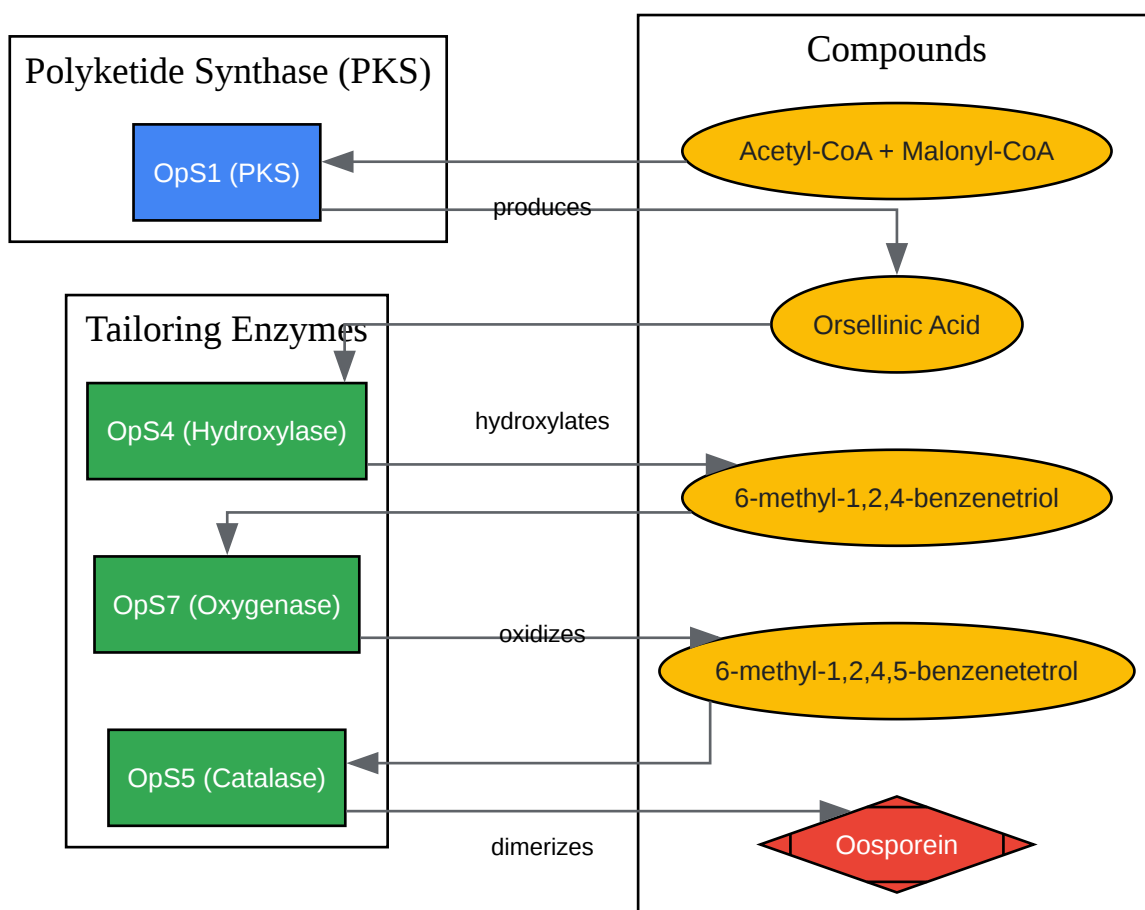 Polyketide Synthase (PKS)
Compounds
OpS1 (PKS)
Acetyl-CoA + Malonyl-CoA
produces
Orsellinic Acid
Tailoring Enzymes
OpS4 (Hydroxylase)
hydroxylates
6-methyl-1,2,4-benzenetriol
OpS7 (Oxygenase)
oxidizes
6-methyl-1,2,4,5-benzenetetrol
OpS5 (Catalase)
dimerizes
Oosporein